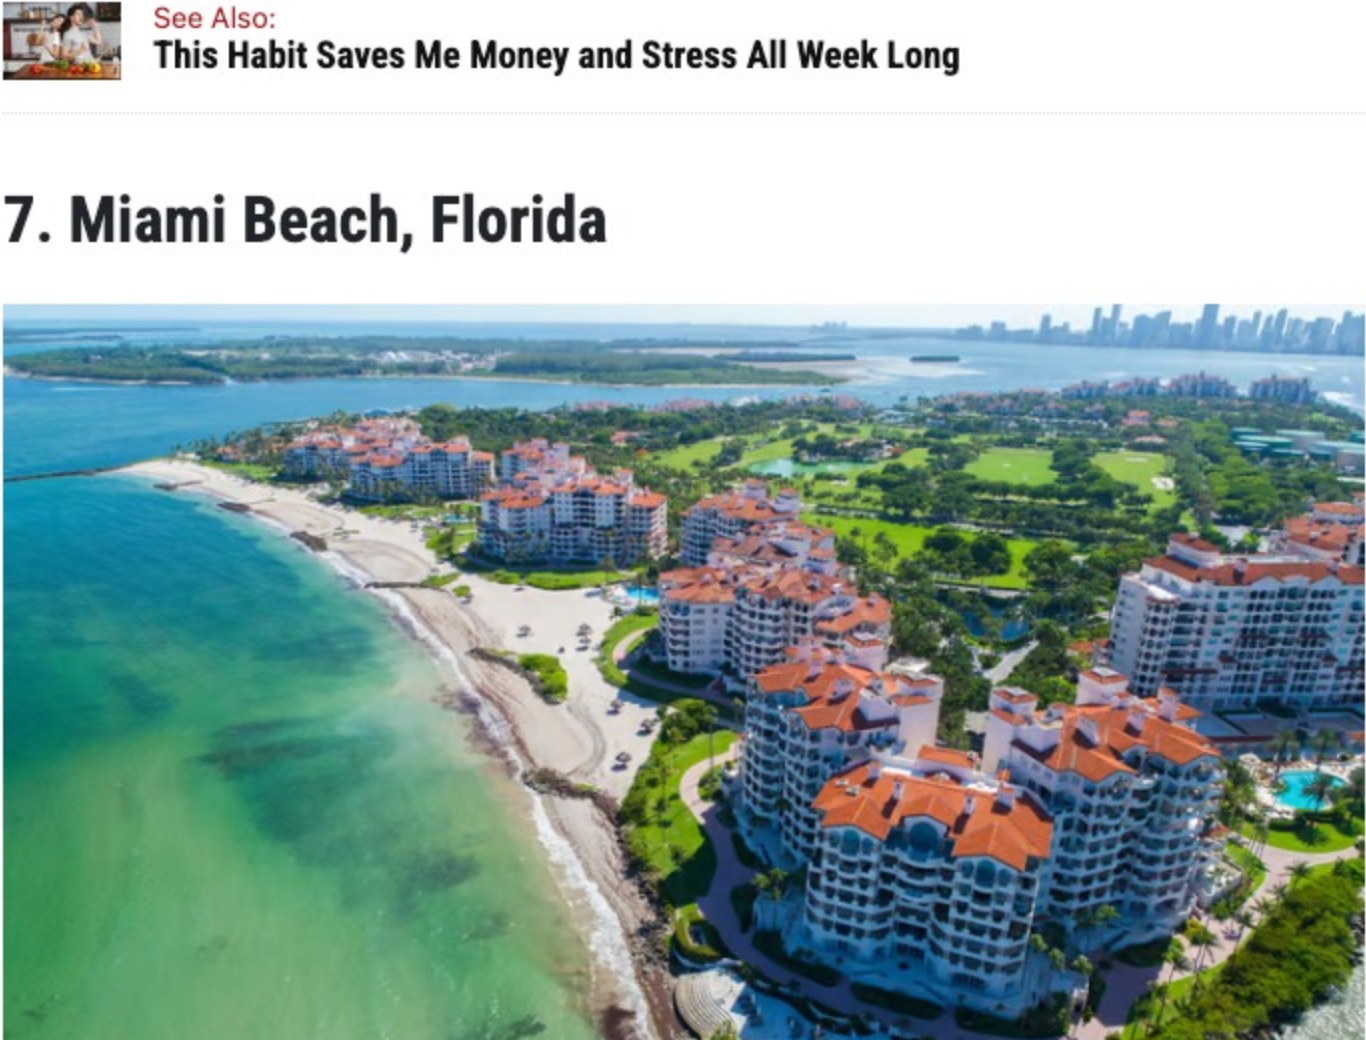 See Also:
This Habit Saves Me Money and Stress All Week Long
7. Miami Beach, Florida